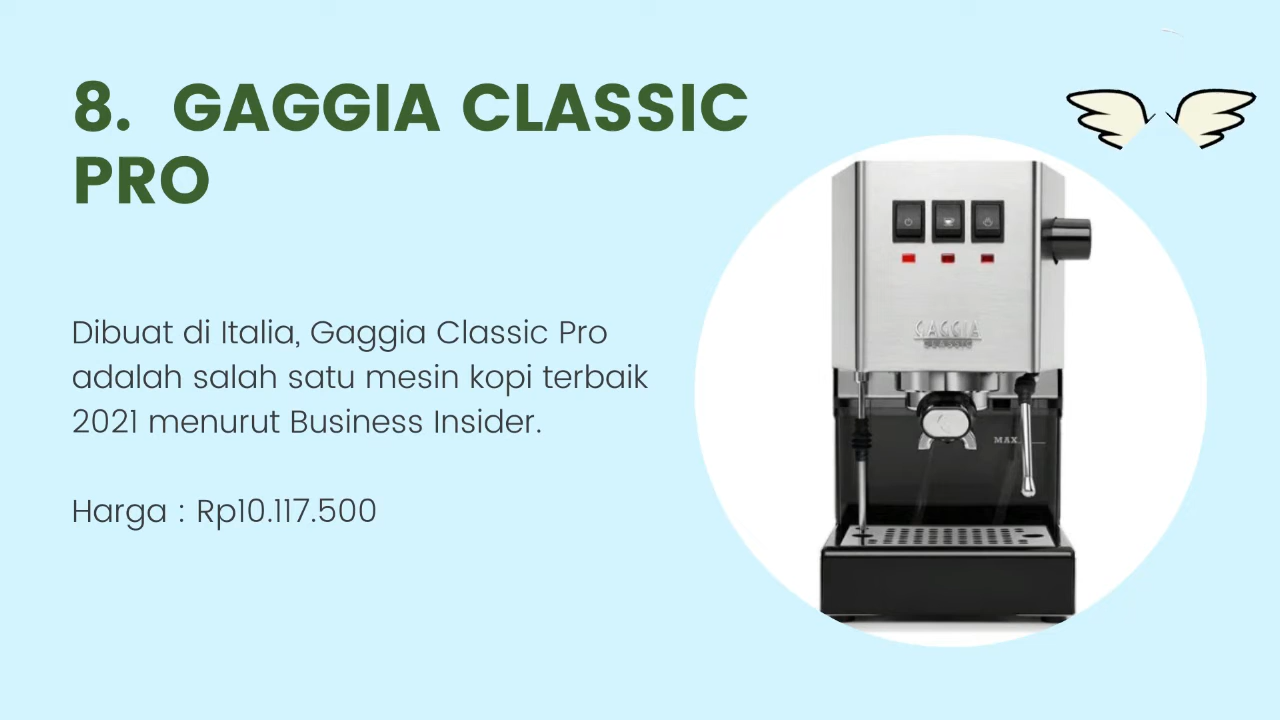 8. GAGGIA CLASSIC
PRO
Dibuat di Italia, Gaggia Classic Pro
adalah salah satu mesin kopi terbaik
2021 menurut Business Insider.
Harga : Rp10.117.500
GAGGIA
CLASSIC
MAX.